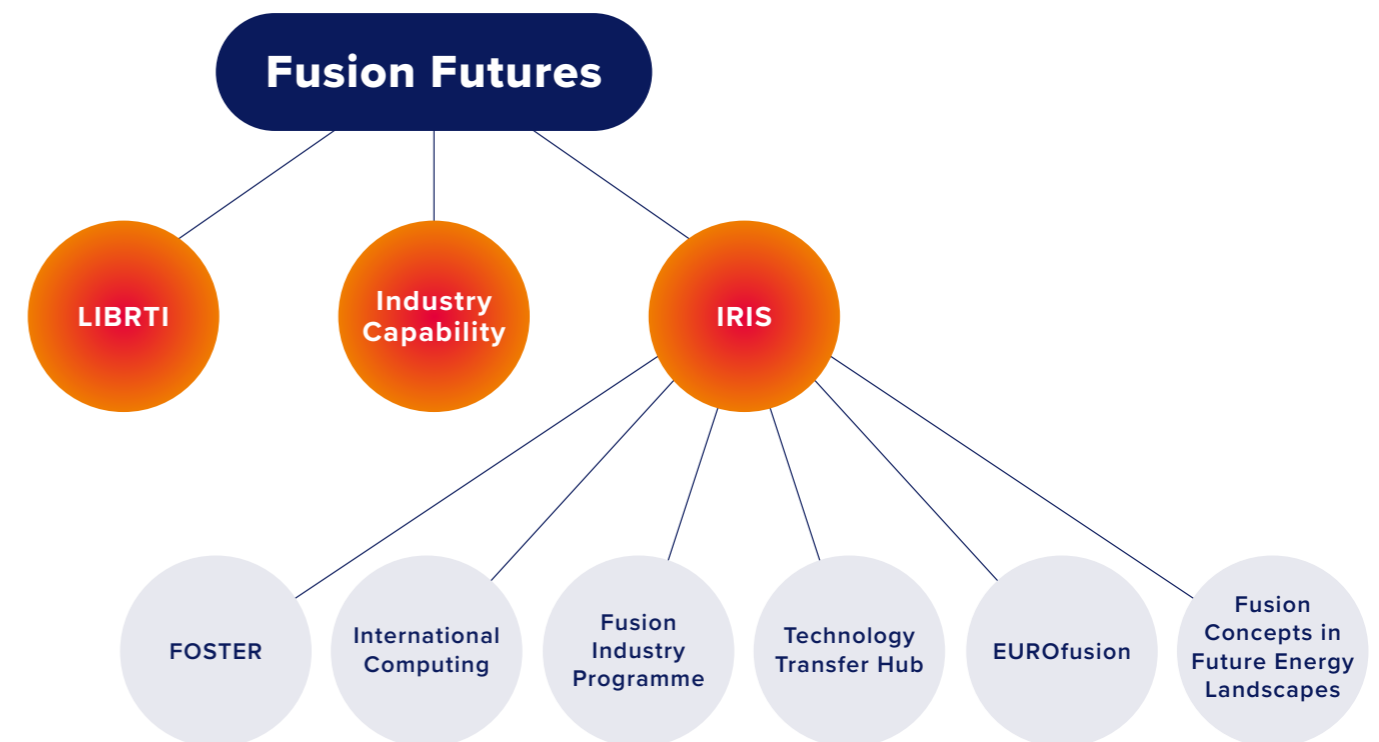 Fusion Futures
LIBRTI
Industry
Capability
IRIS
FOSTER
International
Computing
Fusion
Industry
Programme
Technology
Transfer Hub
EUROfusion
Fusion
Concepts in
Future Energy
Landscapes